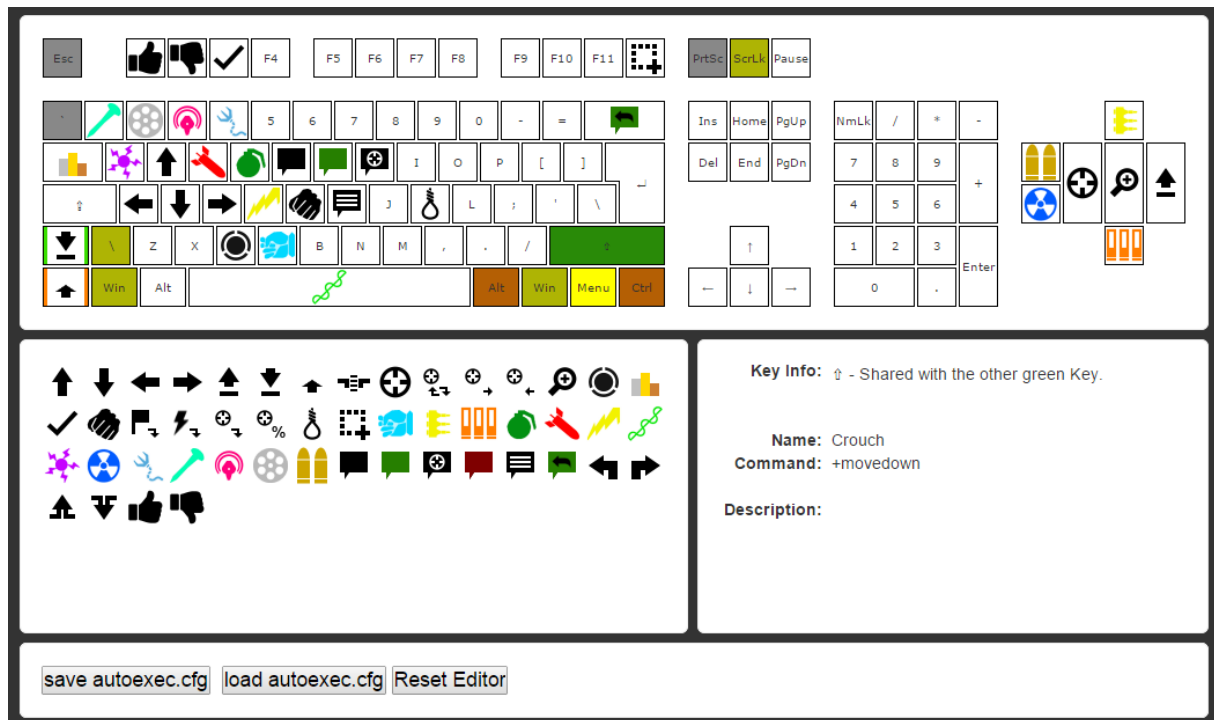 Esc F4 F5 F6 F7 F8 F9 F10 F11 PrtSc ScrLk Pause
` 5 6 7 8 9 0 - = Ins Home PgUp NmLk / * -
I O P [ ] Del End PgDn 7 8 9 +
⇧ J L ; ' \ ↵ 4 5 6
\ Z X B N M , . / ⇧ ↑ 1 2 3 Enter
Win Alt Alt Win Menu Ctrl ← ↓ → 0 .
%
Key Info: ⇧ - Shared with the other green Key.
Name: Crouch
Command: +movedown
Description:
save autoexec.cfg load autoexec.cfg Reset Editor